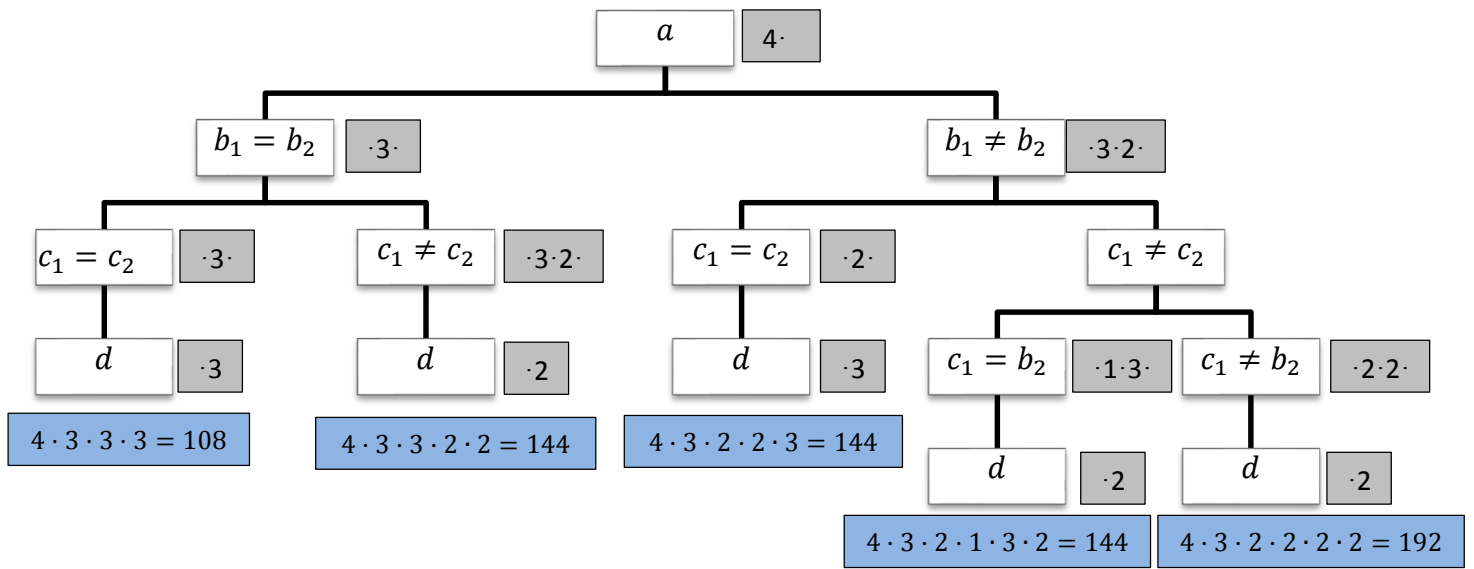 a 4·
b₁ = b₂ ·3· b₁ ≠ b₂ ·3·2·
c₁ = c₂ ·3· c₁ ≠ c₂ ·3·2· c₁ = c₂ ·2· c₁ ≠ c₂
d ·3 d ·2 d ·3 c₁ = b₂ ·1·3· c₁ ≠ b₂ ·2·2·
4 · 3 · 3 · 3 = 108 4 · 3 · 3 · 2 · 2 = 144 4 · 3 · 2 · 2 · 3 = 144
d ·2 d ·2
4 · 3 · 2 · 1 · 3 · 2 = 144 4 · 3 · 2 · 2 · 2 · 2 = 192